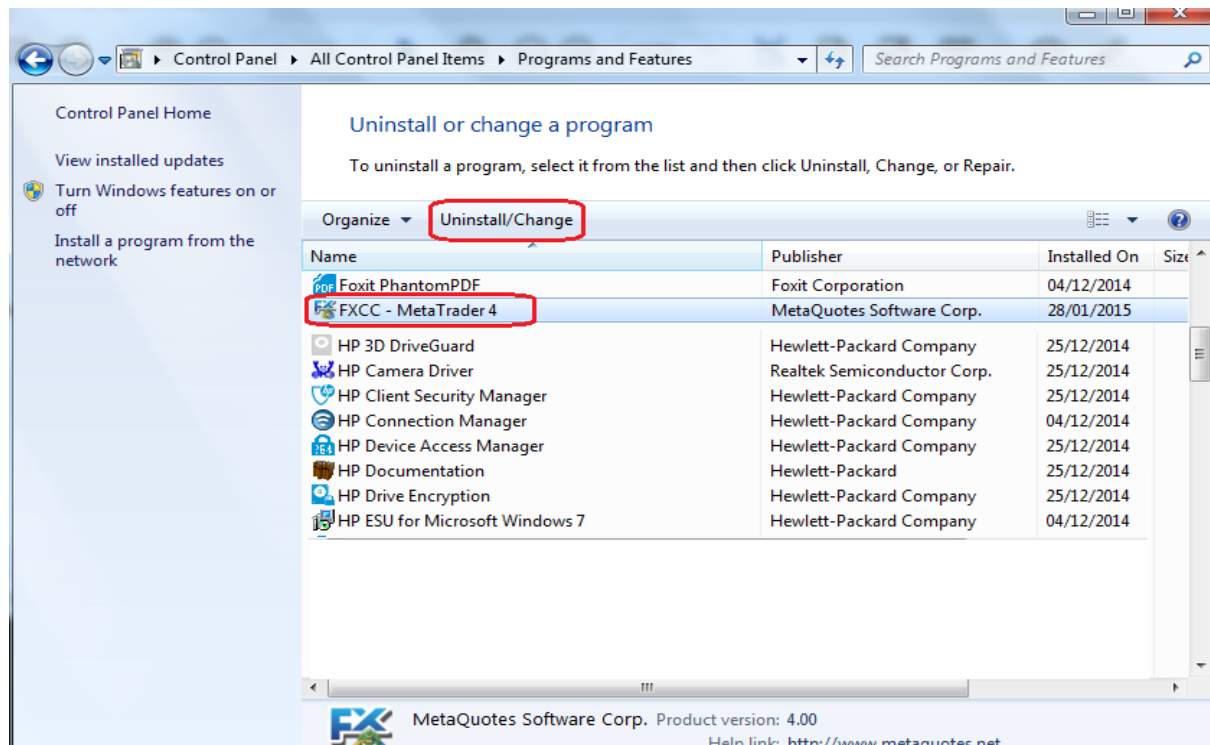 Control Panel ▸ All Control Panel Items ▸ Programs and Features
Search Programs and Features
Control Panel Home
View installed updates
Turn Windows features on or
off
Install a program from the
network
Uninstall or change a program
To uninstall a program, select it from the list and then click Uninstall, Change, or Repair.
Organize Uninstall/Change
Name Publisher Installed On Size
Foxit PhantomPDF Foxit Corporation 04/12/2014
FXCC - MetaTrader 4 MetaQuotes Software Corp. 28/01/2015
HP 3D DriveGuard Hewlett-Packard Company 25/12/2014
HP Camera Driver Realtek Semiconductor Corp. 25/12/2014
HP Client Security Manager Hewlett-Packard Company 25/12/2014
HP Connection Manager Hewlett-Packard Company 04/12/2014
HP Device Access Manager Hewlett-Packard Company 25/12/2014
HP Documentation Hewlett-Packard 25/12/2014
HP Drive Encryption Hewlett-Packard Company 25/12/2014
HP ESU for Microsoft Windows 7 Hewlett-Packard Company 04/12/2014
MetaQuotes Software Corp. Product version: 4.00
Help link: http://www.metaquotes.net